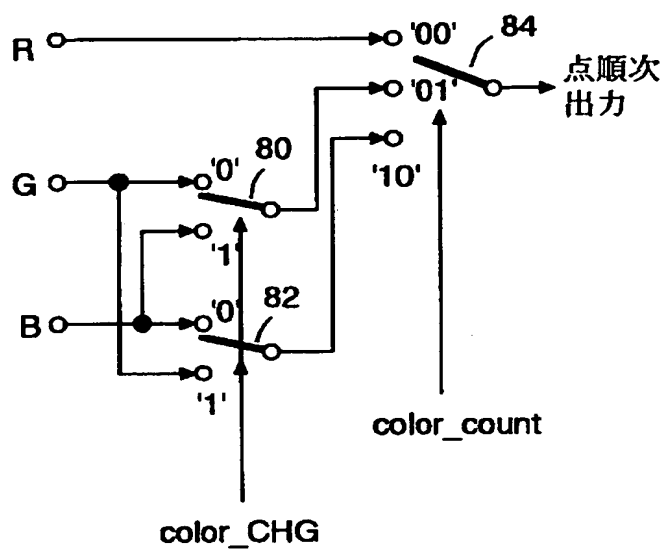 R
'00'
84
'01'
点順次
出力
'10'
G
'0'
80
'1'
B
'0'
82
'1'
color_count
color_CHG